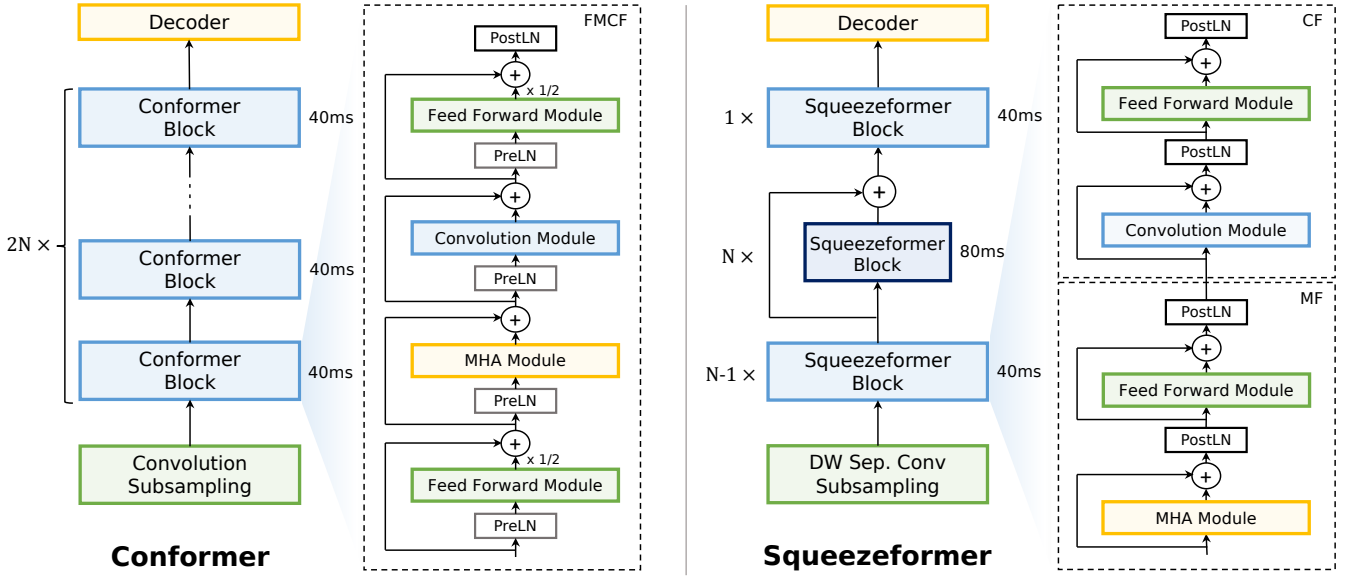 Decoder
Conformer
Block
40ms
2N ×
Conformer
Block
40ms
Conformer
Block
40ms
Convolution
Subsampling
Conformer
FMCF
PostLN
+
x 1/2
Feed Forward Module
PreLN
+
Convolution Module
PreLN
+
MHA Module
PreLN
+
x 1/2
Feed Forward Module
PreLN
Decoder
1 ×
Squeezeformer
Block
40ms
+
N ×
Squeezeformer
Block
80ms
N-1 ×
Squeezeformer
Block
40ms
DW Sep. Conv
Subsampling
Squeezeformer
CF
PostLN
+
Feed Forward Module
PostLN
+
Convolution Module
MF
PostLN
+
Feed Forward Module
PostLN
+
MHA Module